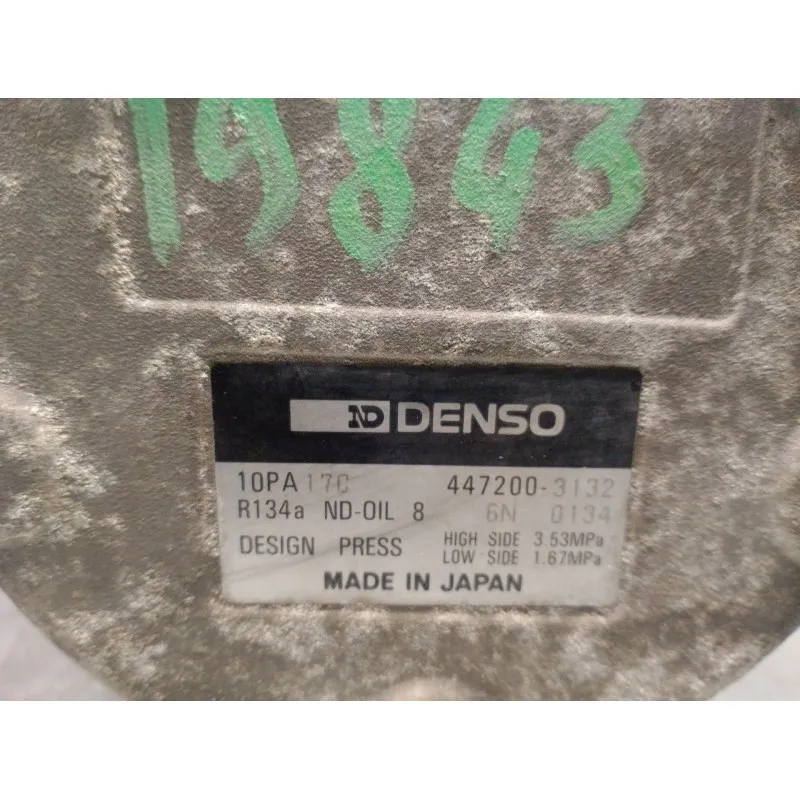 19843
ND DENSO
10PA17C 447200-3132
R134a ND-OIL 8 6N 0134
DESIGN PRESS HIGH SIDE 3.53MPa
LOW SIDE 1.67MPa
MADE IN JAPAN